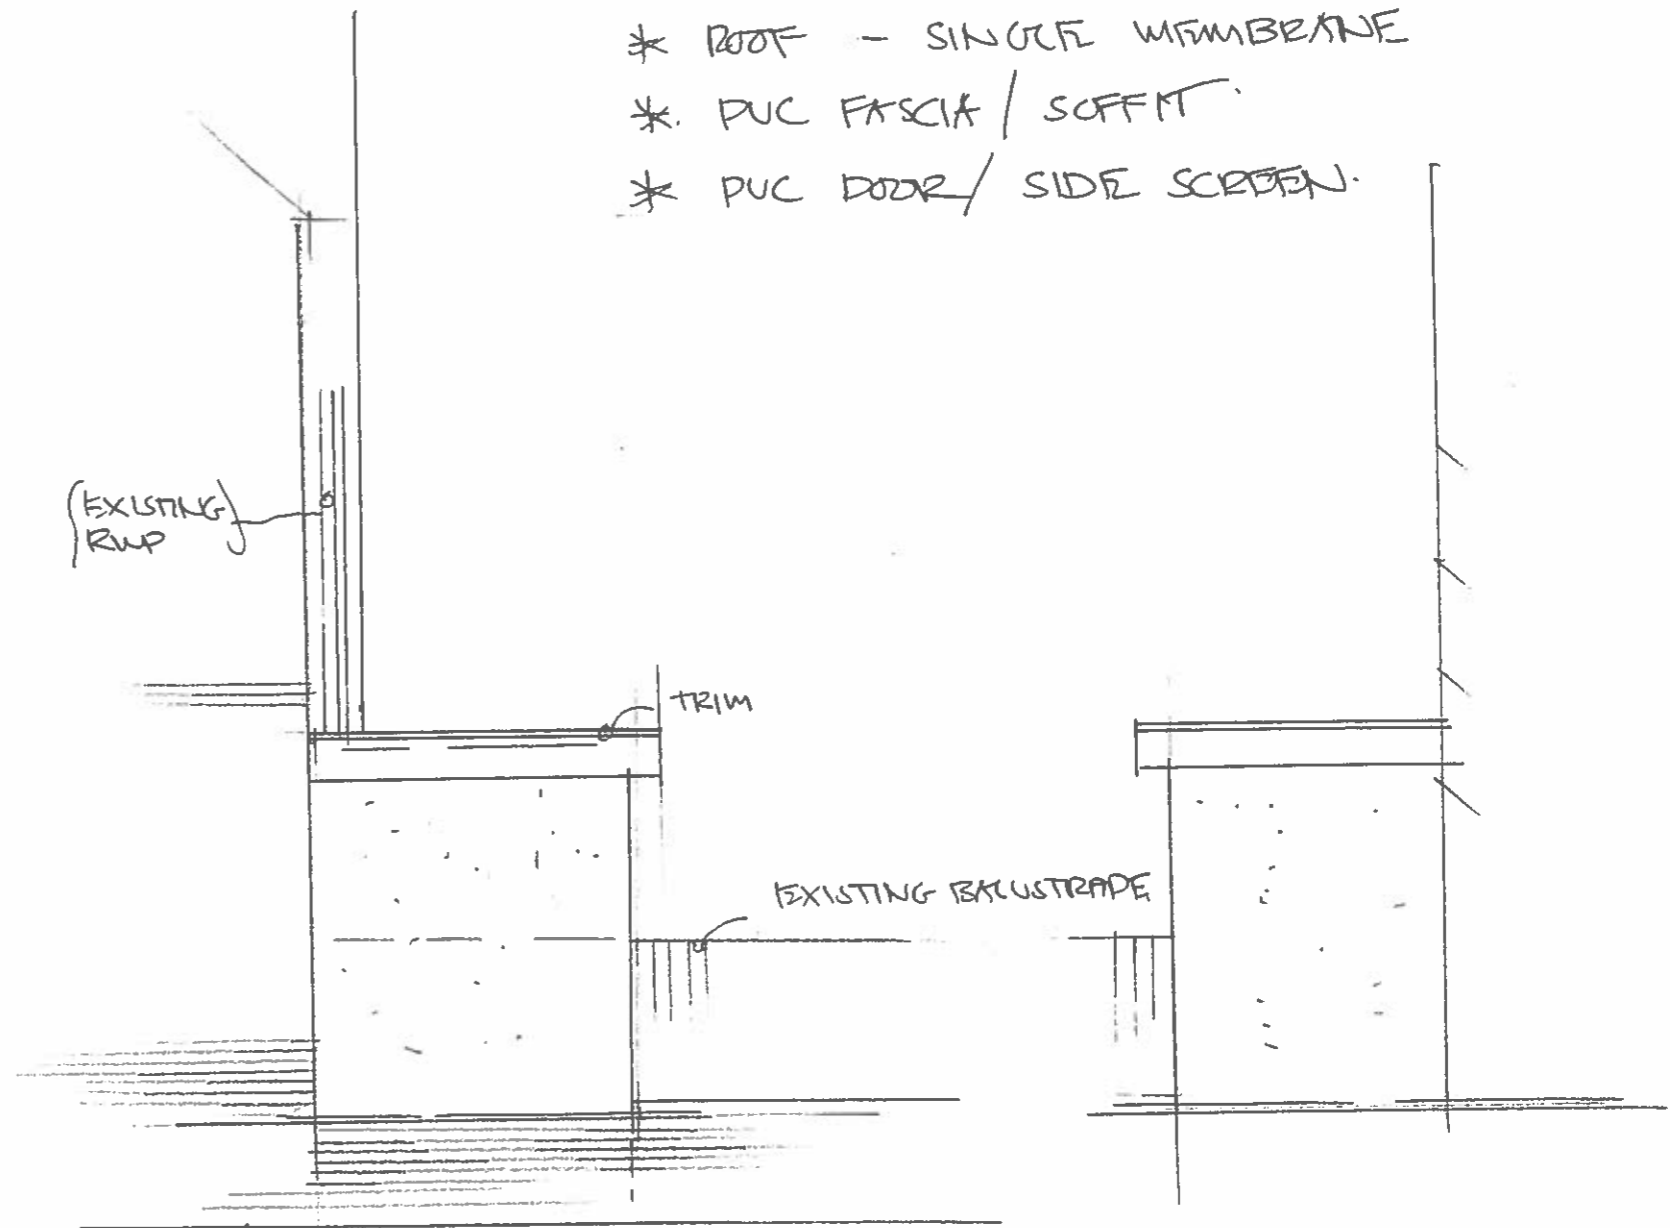 * ROOF - SINGLE MEMBRANE
* PVC FASCIA / SOFFIT.
* PVC DOOR / SIDE SCREEN.
(EXISTING)
RWP
TRIM
EXISTING BALUSTRADE